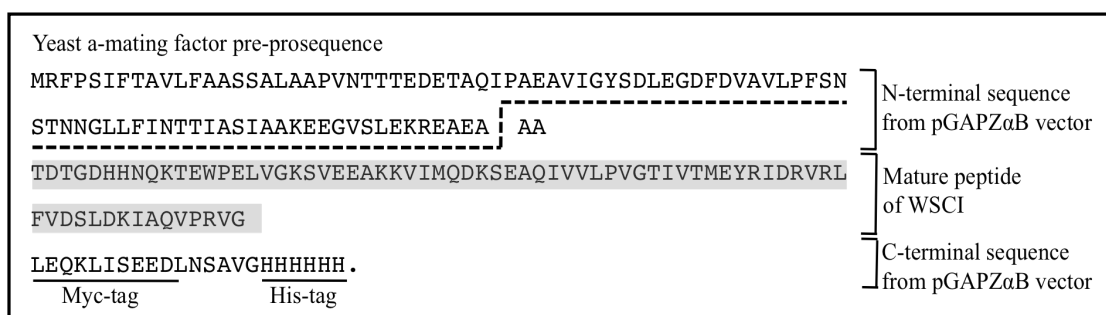 Yeast a-mating factor pre-prosequence
MRFPSIFTAVLFAASSALAAPVNTTTEDETAQIPAEAVIGYSDLEGDFDVAVLPFSN
STNNGLLFINTTIASIAAKEEGVSLEKREAEA AA
N-terminal sequence
from pGAPZαB vector
TDTGDHHNQKTEWPELVGKSVEEAKKVIMQDKSEAQIVVLPVGTIVTMEYRIDRVRL
FVDSLDKIAQVPRVG
Mature peptide
of WSCI
LEQKLISEEDLNSAVGHHHHHH.
Myc-tag His-tag
C-terminal sequence
from pGAPZαB vector